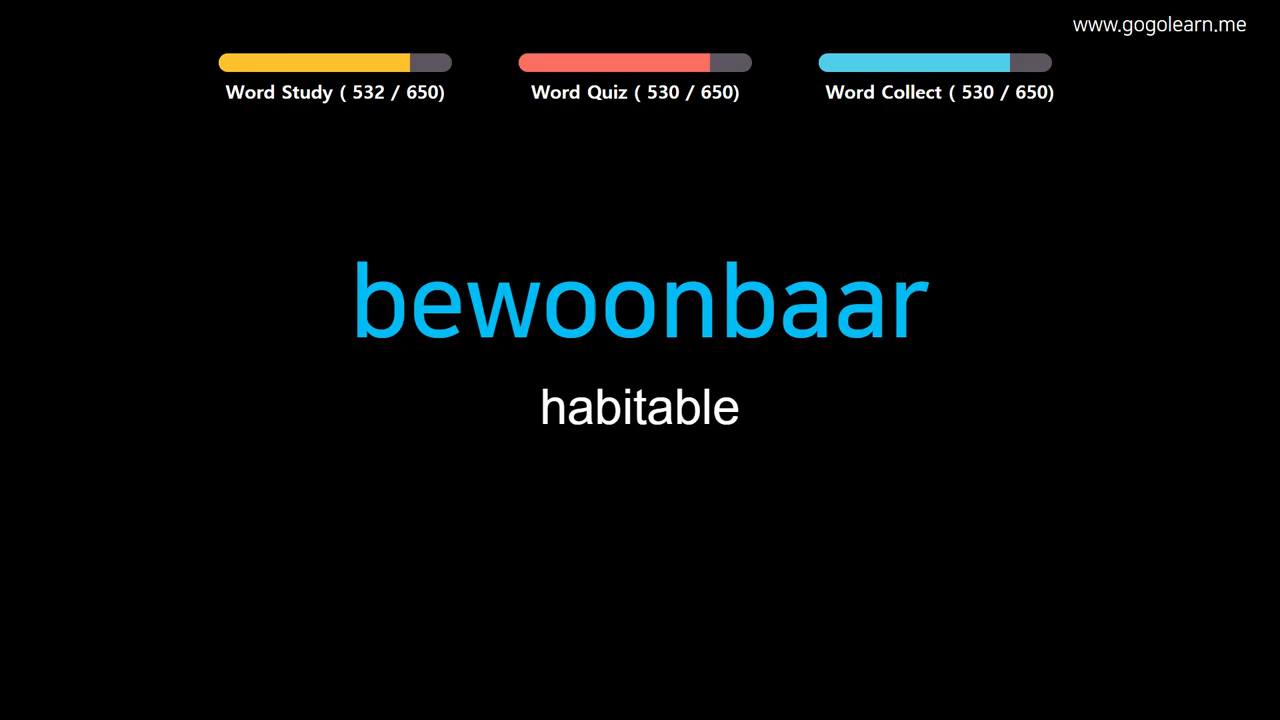 www.gogolearn.me
Word Study ( 532 / 650)
Word Quiz ( 530 / 650)
Word Collect ( 530 / 650)
bewoonbaar
habitable